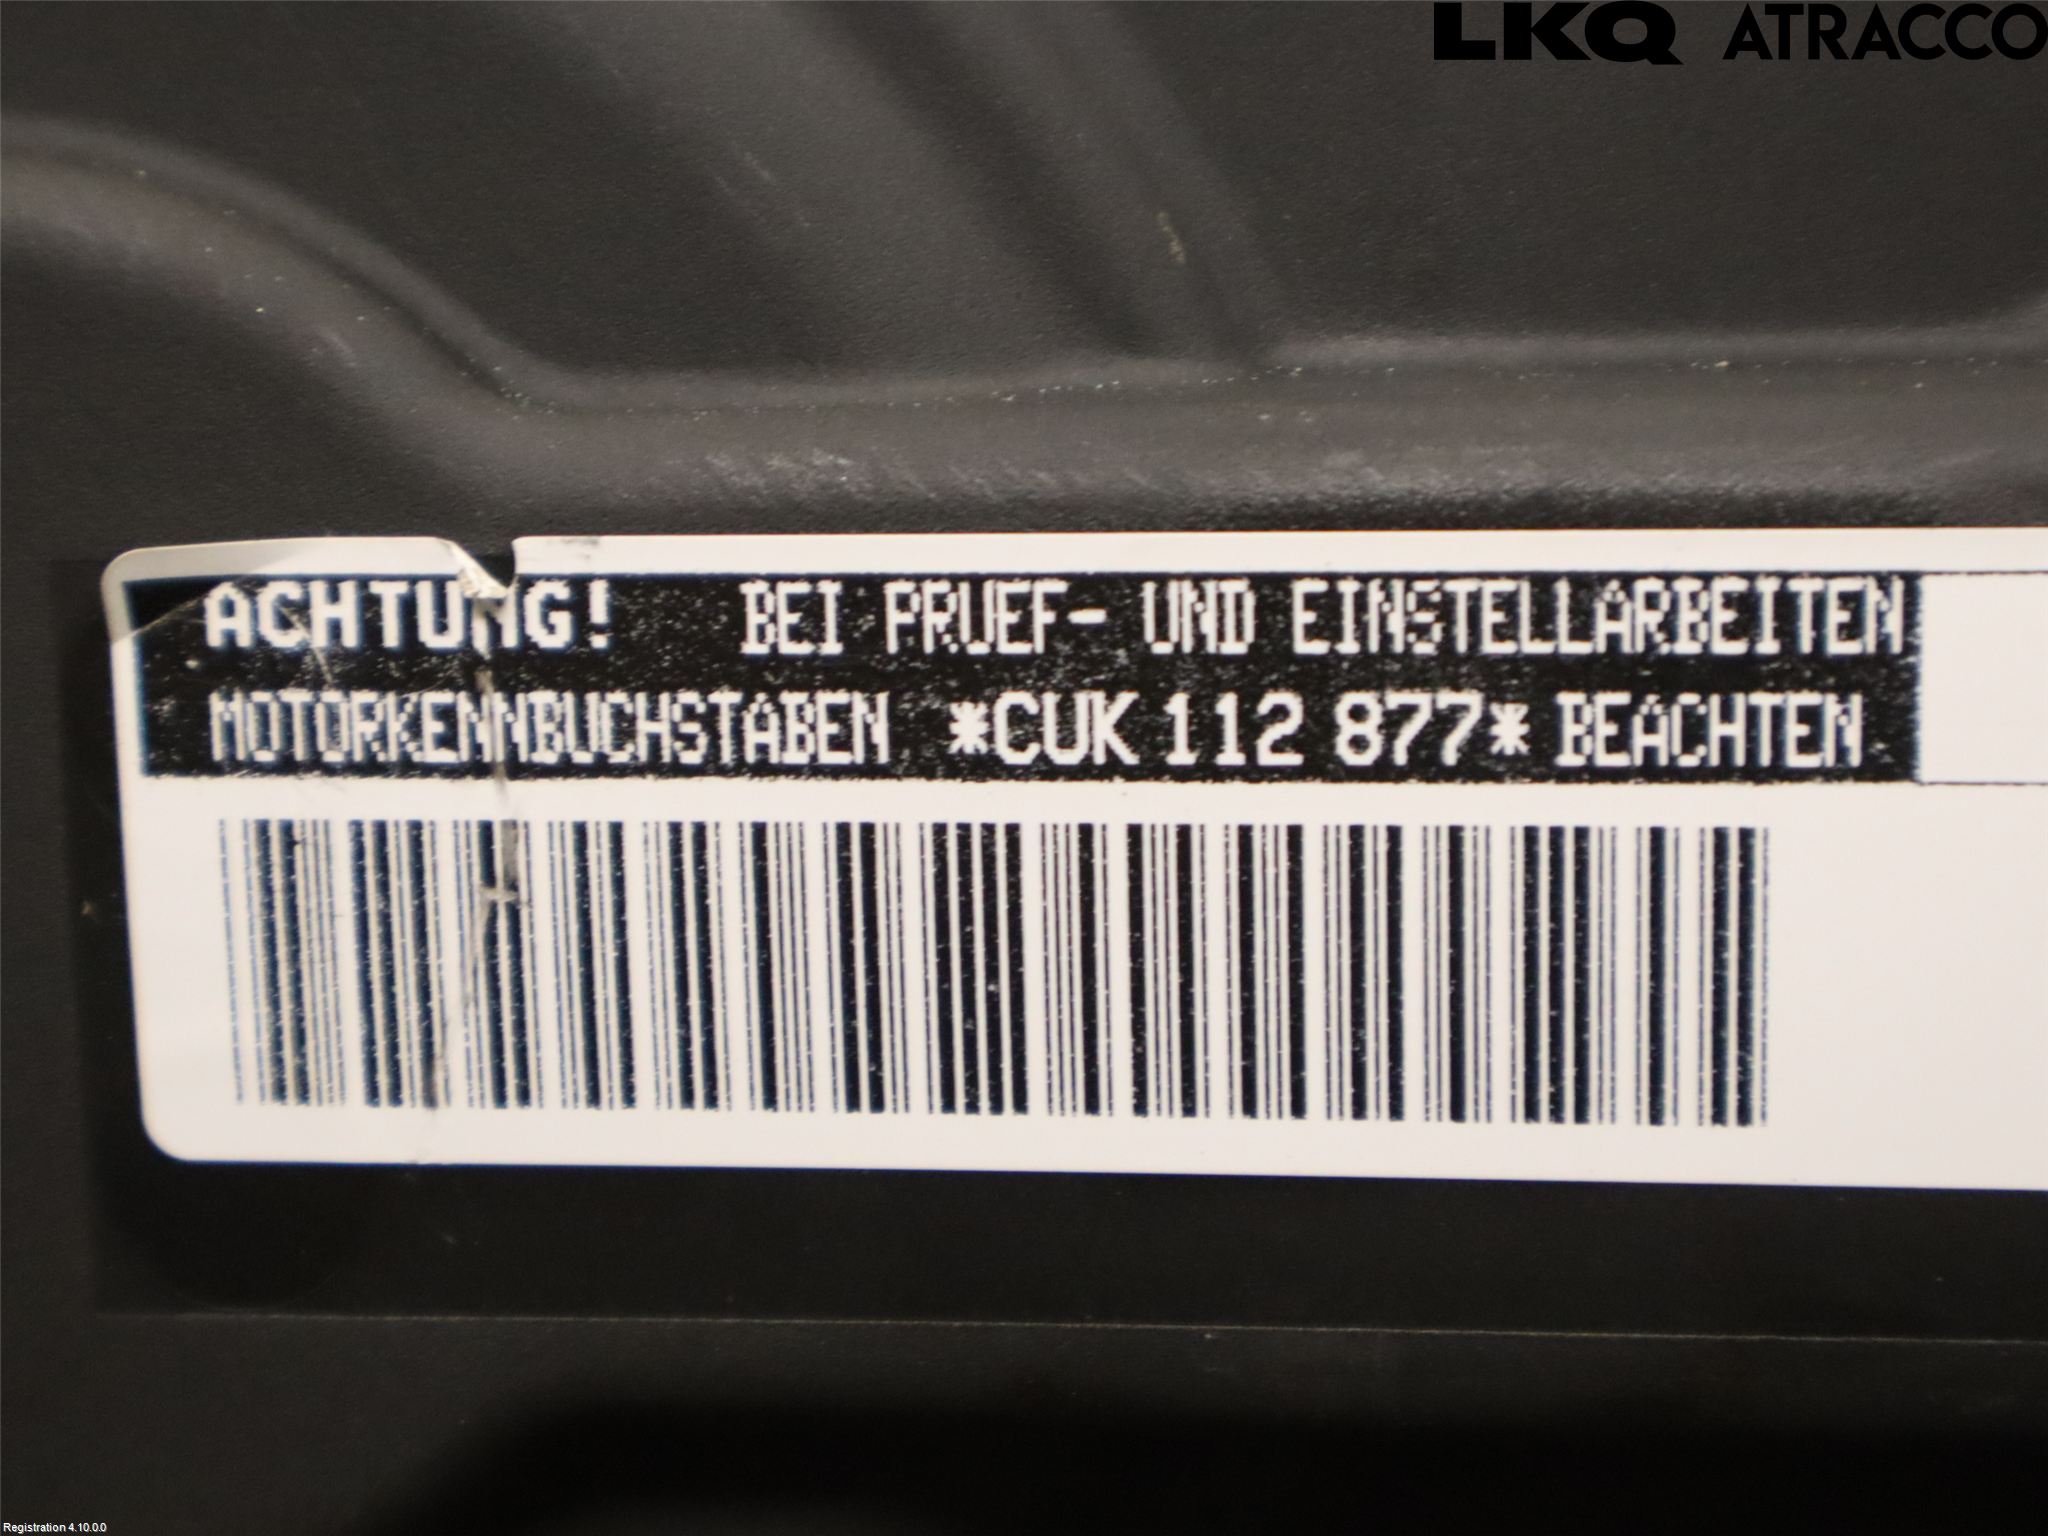 LKQ ATRACCO
ACHTUNG! BEI PRUEF- UND EINSTELLARBEITEN
MOTORKENNBUCHSTABEN *CUK 112 877* BEACHTEN
Registration 4.10.0.0